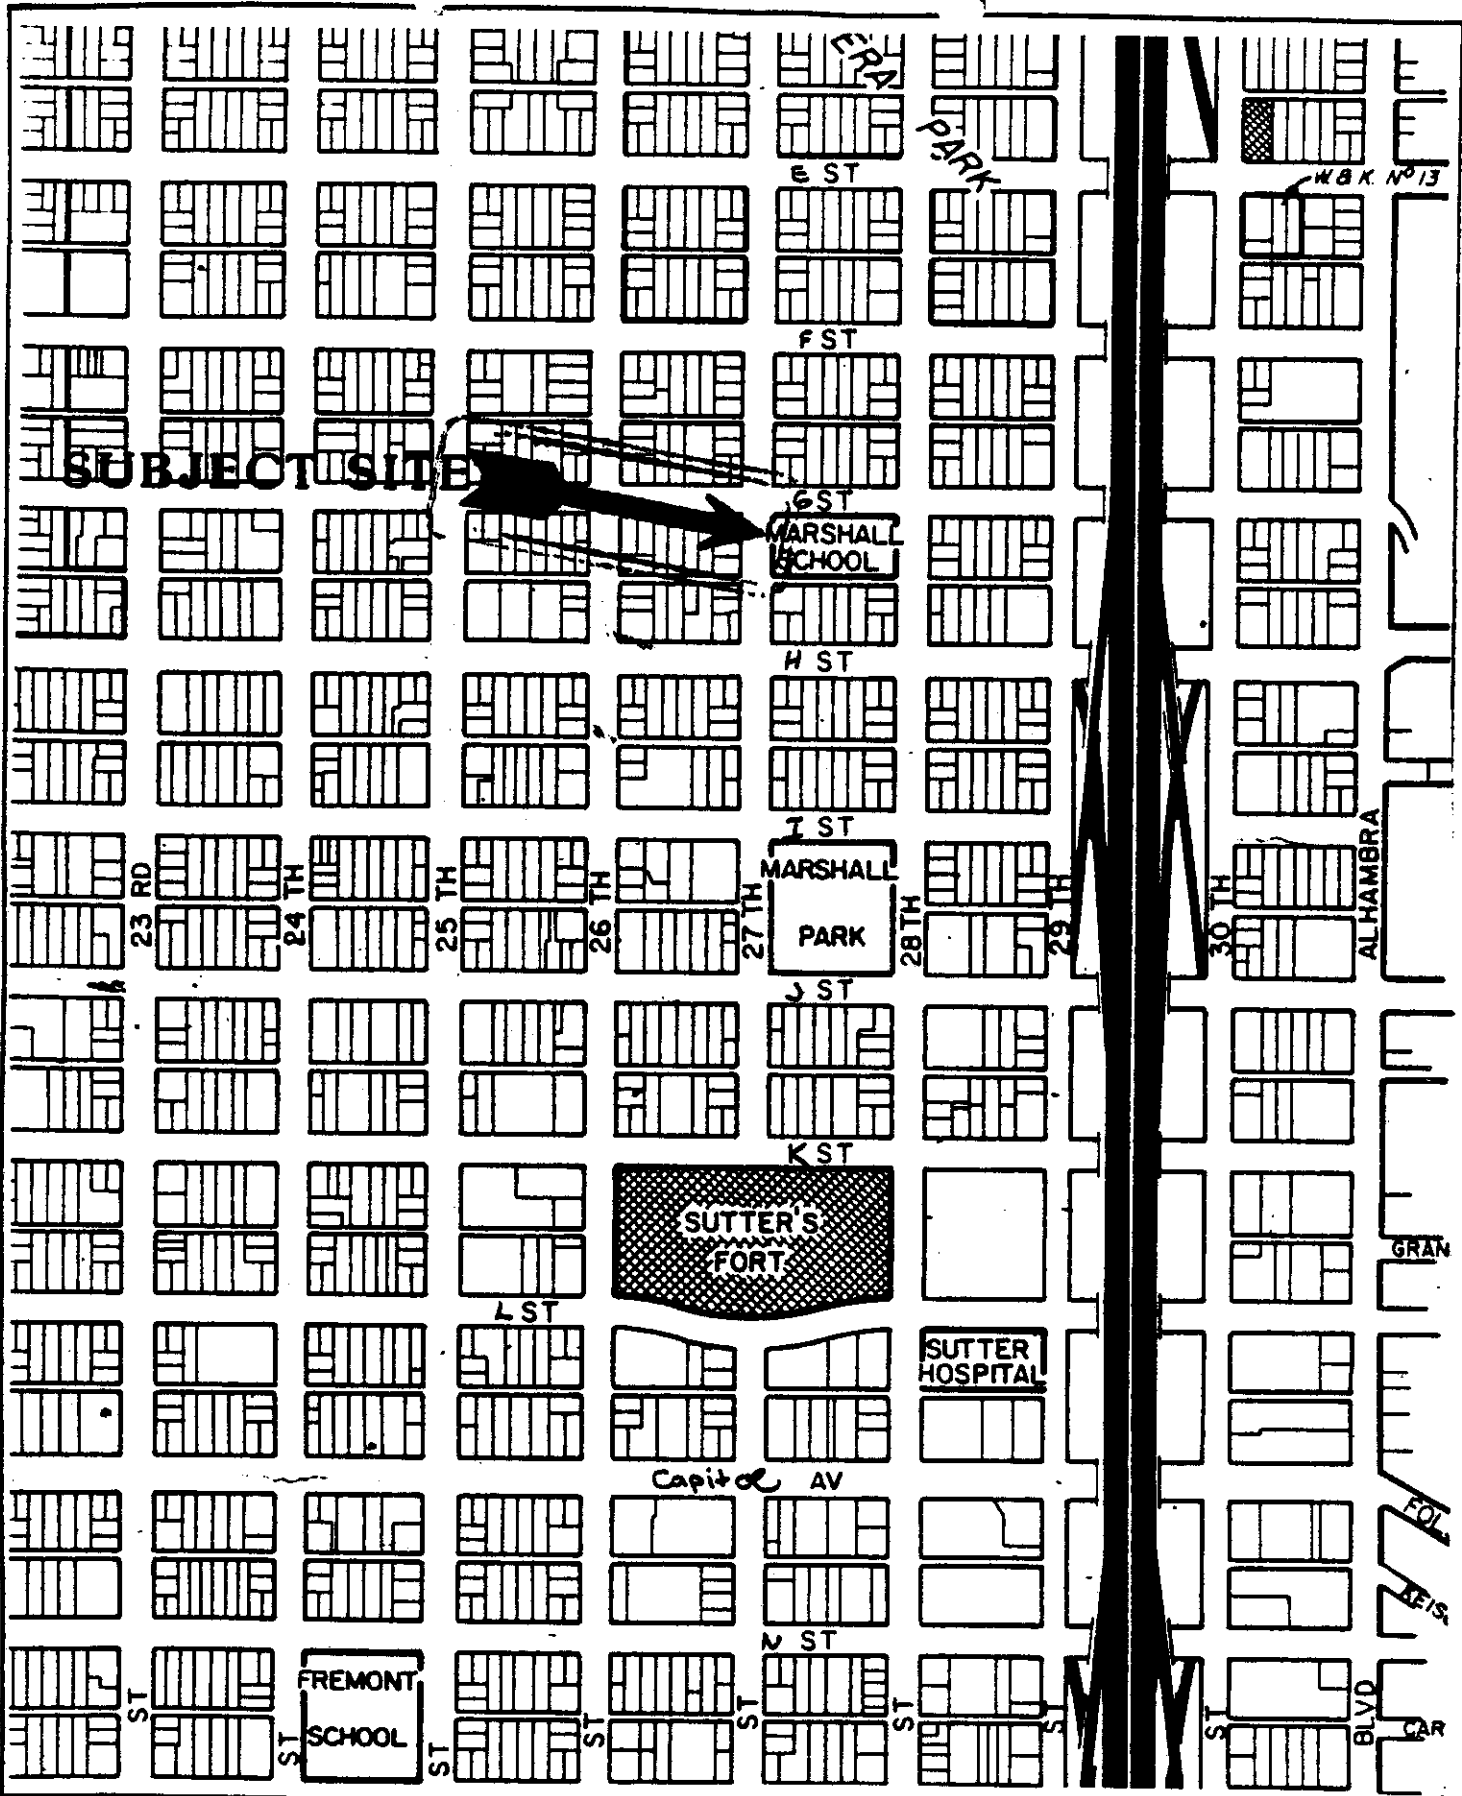 ERA
PARK
E ST
W. & K. Nº 13
F ST
SUBJECT SITE
G ST
MARSHALL
SCHOOL
H ST
I ST
MARSHALL
PARK
23 RD
24 TH
25 TH
26 TH
27 TH
28 TH
29 TH
30 TH
ALHAMBRA
J ST
K ST
SUTTER'S
FORT
GRAN
L ST
SUTTER
HOSPITAL
Capitol AV
FOL
N ST
FREMONT
SCHOOL
ST
ST
ST
ST
ST
ST
ST
ST
BLVD
CAR